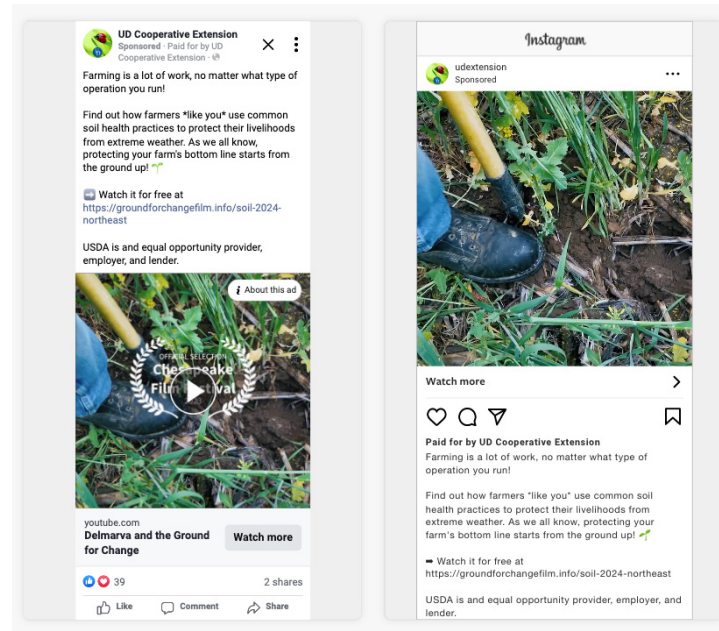 UD Cooperative Extension
Sponsored · Paid for by UD
Cooperative Extension ·
Farming is a lot of work, no matter what type of
operation you run!
Find out how farmers *like you* use common
soil health practices to protect their livelihoods
from extreme weather. As we all know,
protecting your farm's bottom line starts from
the ground up! 🌱
➡️ Watch it for free at
https://groundforchangefilm.info/soil-2024-
northeast
USDA is and equal opportunity provider,
employer, and lender.
i About this ad
OFFICIAL SELECTION
Chesapeake
Film Festival
youtube.com
Delmarva and the Ground
for Change
Watch more
39
2 shares
Like
Comment
Share
Instagram
udextension
Sponsored
Watch more
Paid for by UD Cooperative Extension
Farming is a lot of work, no matter what type of
operation you run!
Find out how farmers *like you* use common soil
health practices to protect their livelihoods from
extreme weather. As we all know, protecting your
farm's bottom line starts from the ground up! 🌱
➡ Watch it for free at
https://groundforchangefilm.info/soil-2024-northeast
USDA is and equal opportunity provider, employer, and
lender.